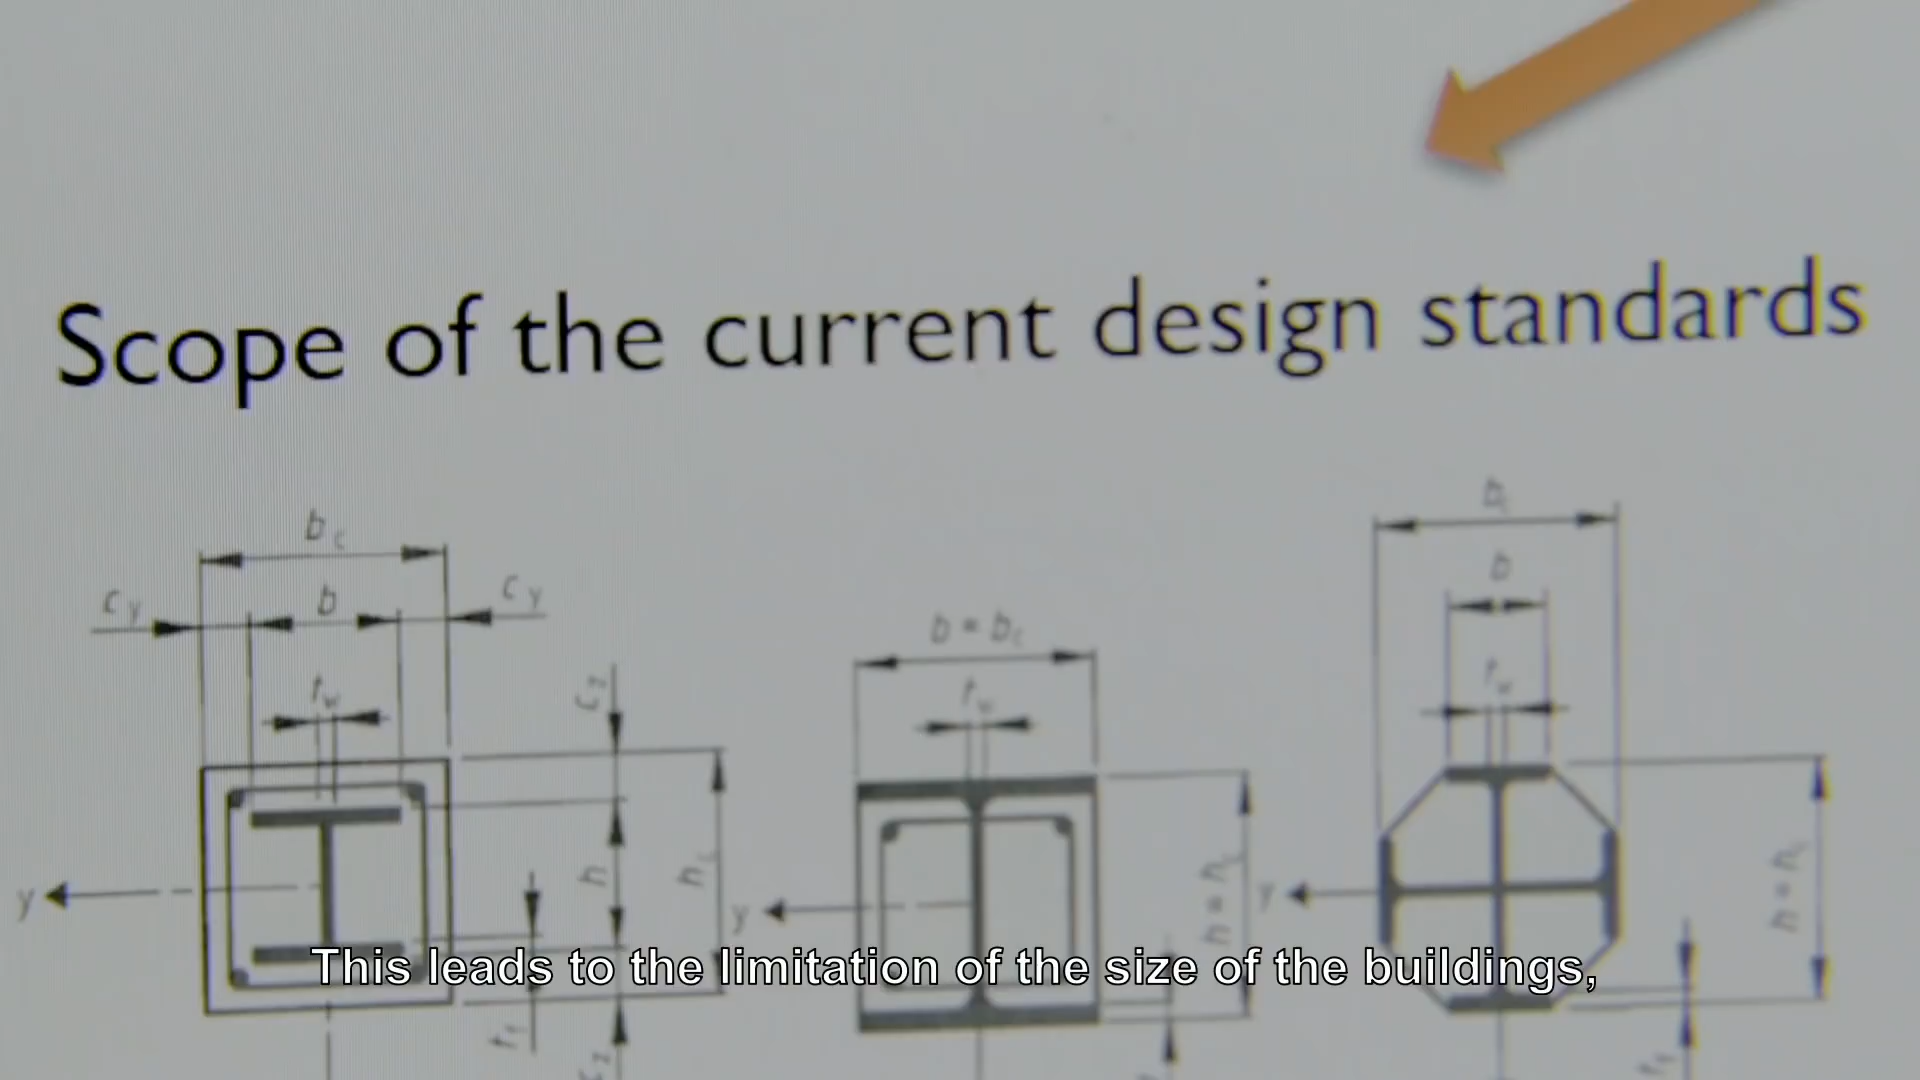 Scope of the current design standards
b c
b,
c y
b
c y
b
b = b c
t w
c z
t w
t w
h
h c
h = h c
h = h c
y
y
y
This leads to the limitation of the size of the buildings,
t f
c z
t f